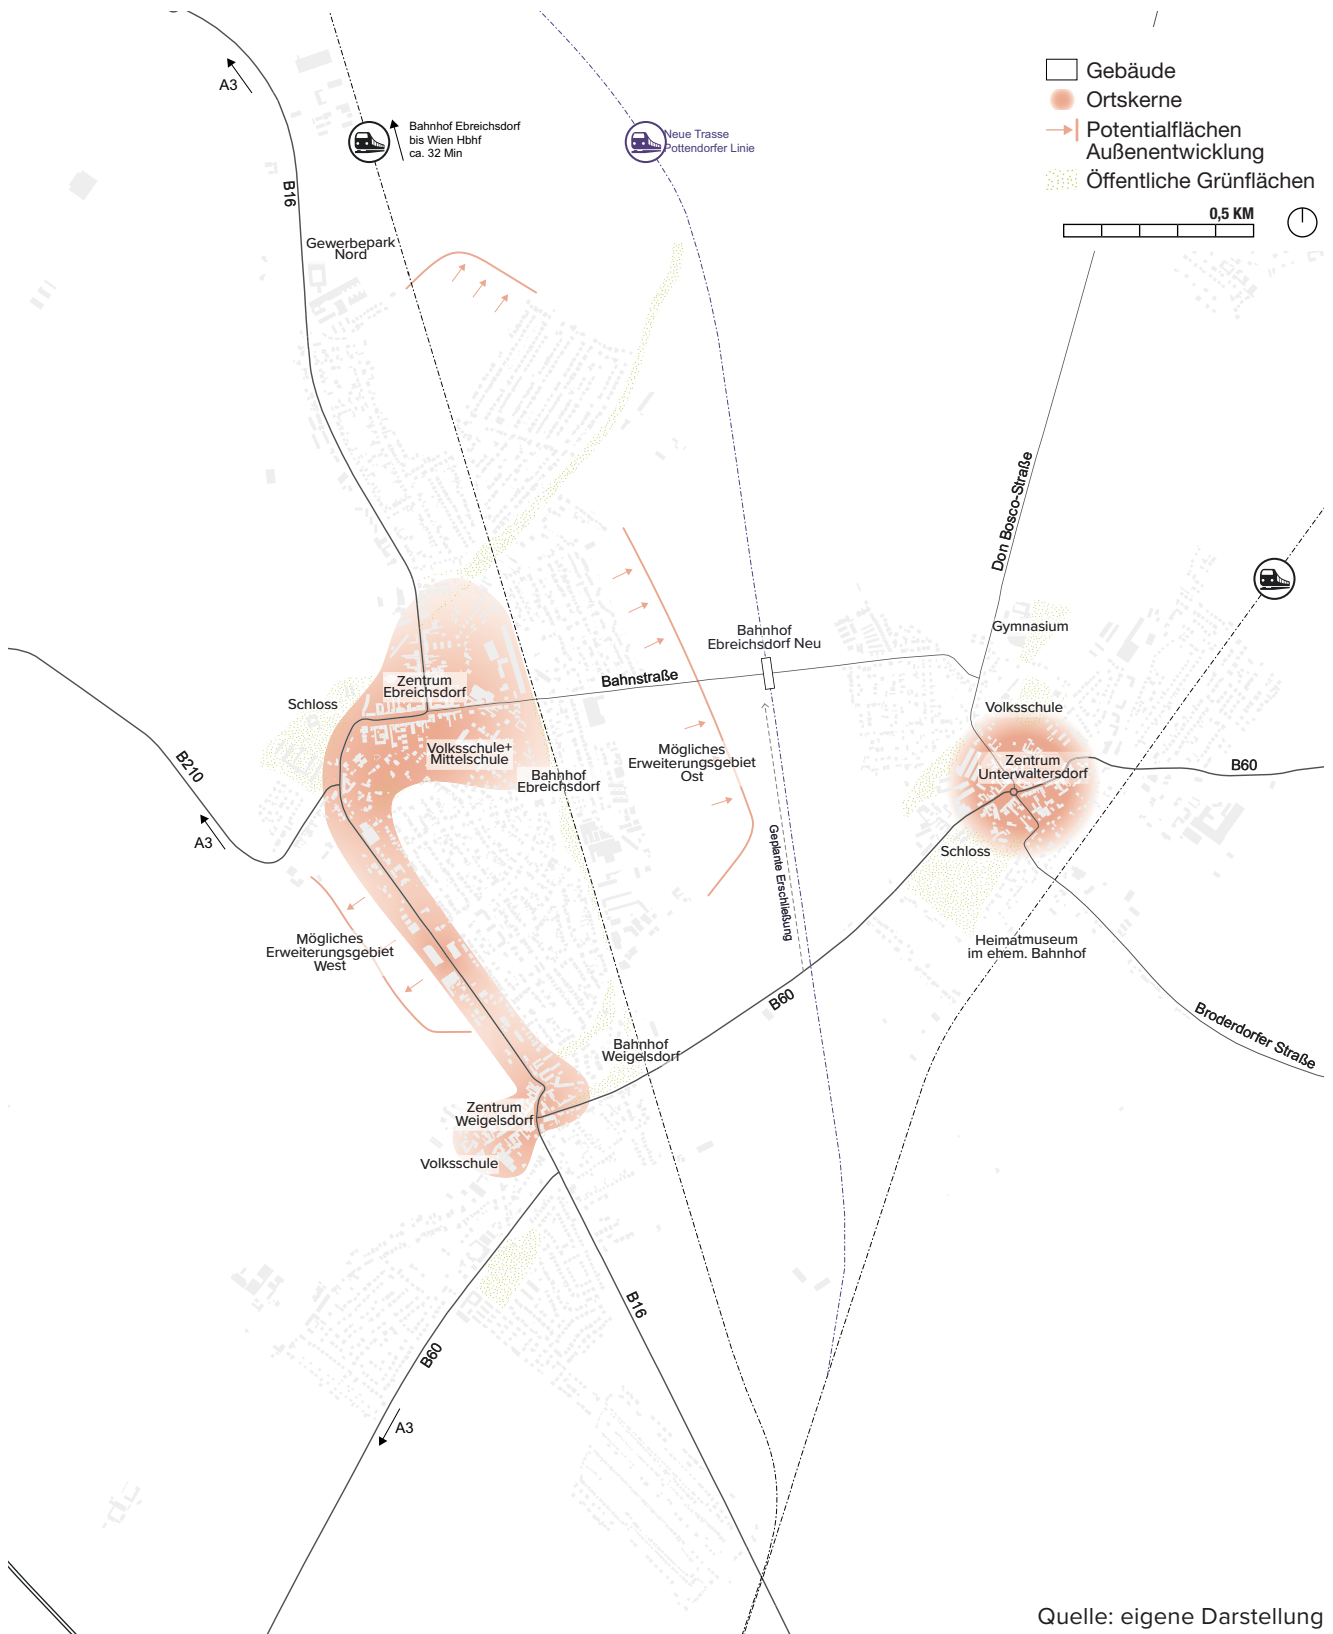 A3
Bahnhof Ebreichsdorf
bis Wien Hbhf
ca. 32 Min
Neue Trasse
Pottendorfer Linie
Gebäude
Ortskerne
Potentialflächen
Außenentwicklung
Öffentliche Grünflächen
0,5 KM
B16
Gewerbepark
Nord
Don Bosco-Straße
Gymnasium
Bahnhof
Ebreichsdorf Neu
Bahnstraße
Zentrum
Ebreichsdorf
Schloss
Volksschule
B210
Volksschule+
Mittelschule
Bahnhof
Ebreichsdorf
Mögliches
Erweiterungsgebiet
Ost
Zentrum
Unterwaltersdorf
B60
A3
Geplante Erschließung
Schloss
Mögliches
Erweiterungsgebiet
West
Heimatmuseum
im ehem. Bahnhof
B60
Broderdorfer Straße
Bahnhof
Weigelsdorf
Zentrum
Weigelsdorf
Volksschule
B16
B60
A3
Quelle: eigene Darstellung